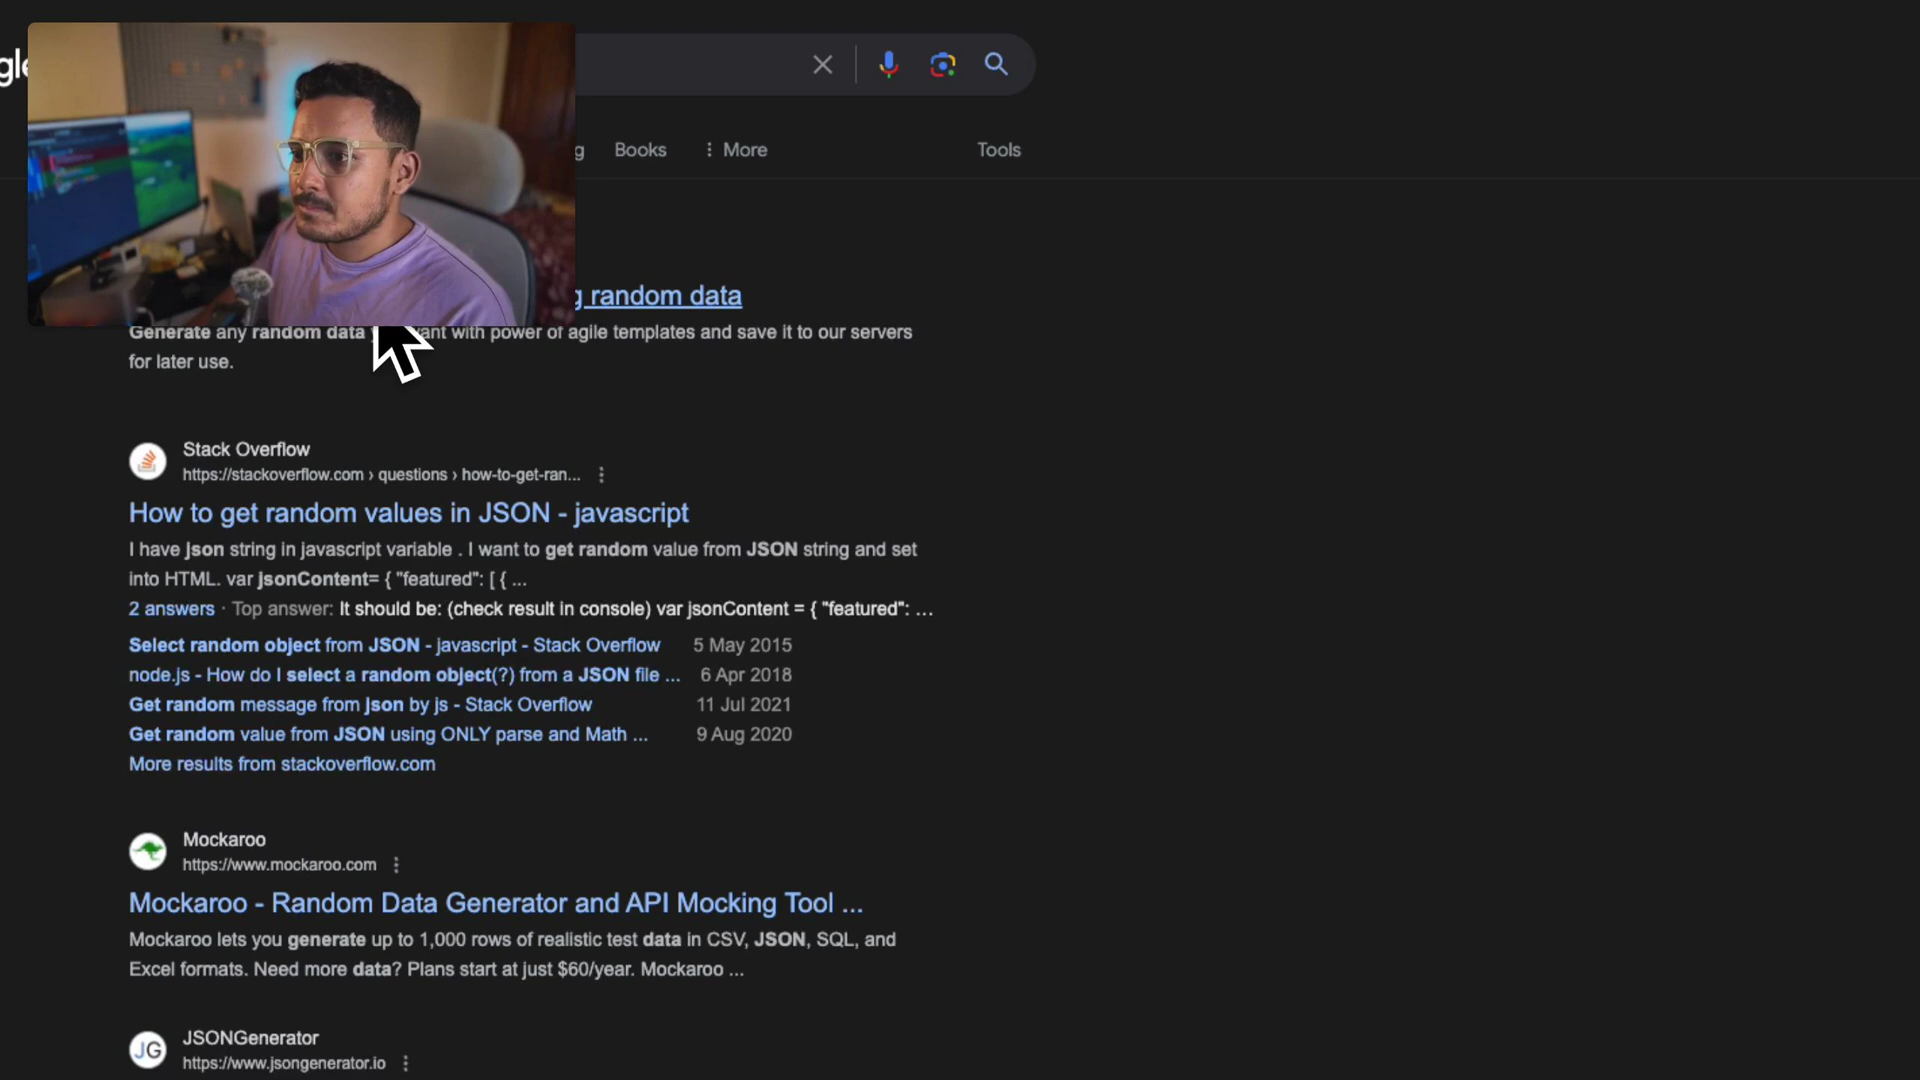 gle
g Books More Tools
g random data
Generate any random data ant with power of agile templates and save it to our servers
for later use.
Stack Overflow
https://stackoverflow.com › questions › how-to-get-ran...
How to get random values in JSON - javascript
I have json string in javascript variable . I want to get random value from JSON string and set
into HTML. var jsonContent= { "featured": [ { ...
2 answers · Top answer: It should be: (check result in console) var jsonContent = { "featured": ...
Select random object from JSON - javascript - Stack Overflow 5 May 2015
node.js - How do I select a random object(?) from a JSON file ... 6 Apr 2018
Get random message from json by js - Stack Overflow 11 Jul 2021
Get random value from JSON using ONLY parse and Math ... 9 Aug 2020
More results from stackoverflow.com
Mockaroo
https://www.mockaroo.com
Mockaroo - Random Data Generator and API Mocking Tool ...
Mockaroo lets you generate up to 1,000 rows of realistic test data in CSV, JSON, SQL, and
Excel formats. Need more data? Plans start at just $60/year. Mockaroo ...
JG
JSONGenerator
https://www.jsongenerator.io